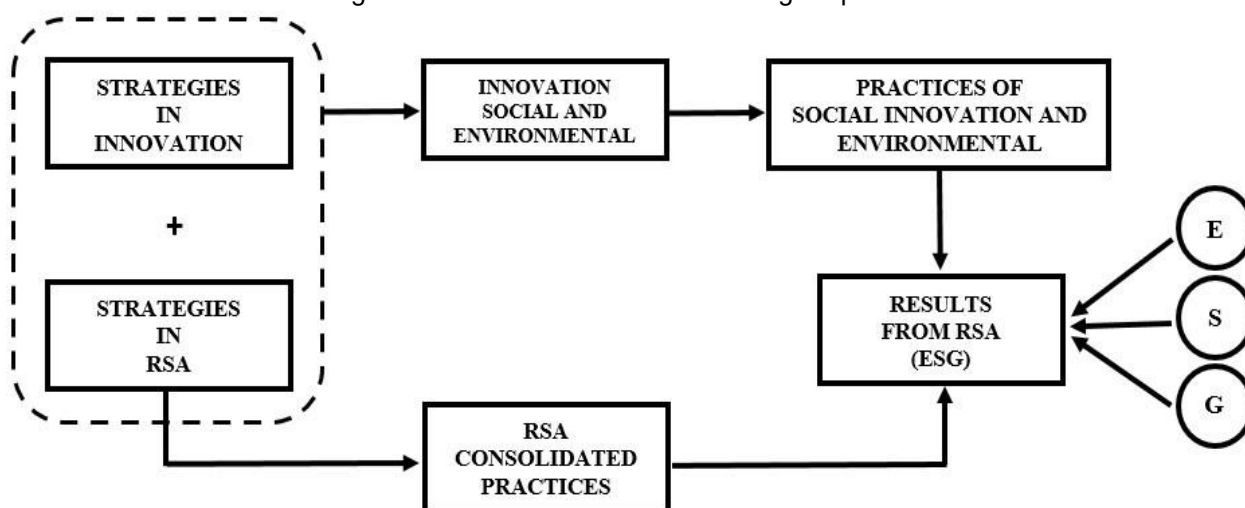 STRATEGIES
IN
INNOVATION
+
STRATEGIES
IN
RSA
INNOVATION
SOCIAL AND
ENVIRONMENTAL
PRACTICES OF
SOCIAL INNOVATION AND
ENVIRONMENTAL
RESULTS
FROM RSA
(ESG)
E
S
G
RSA
CONSOLIDATED
PRACTICES